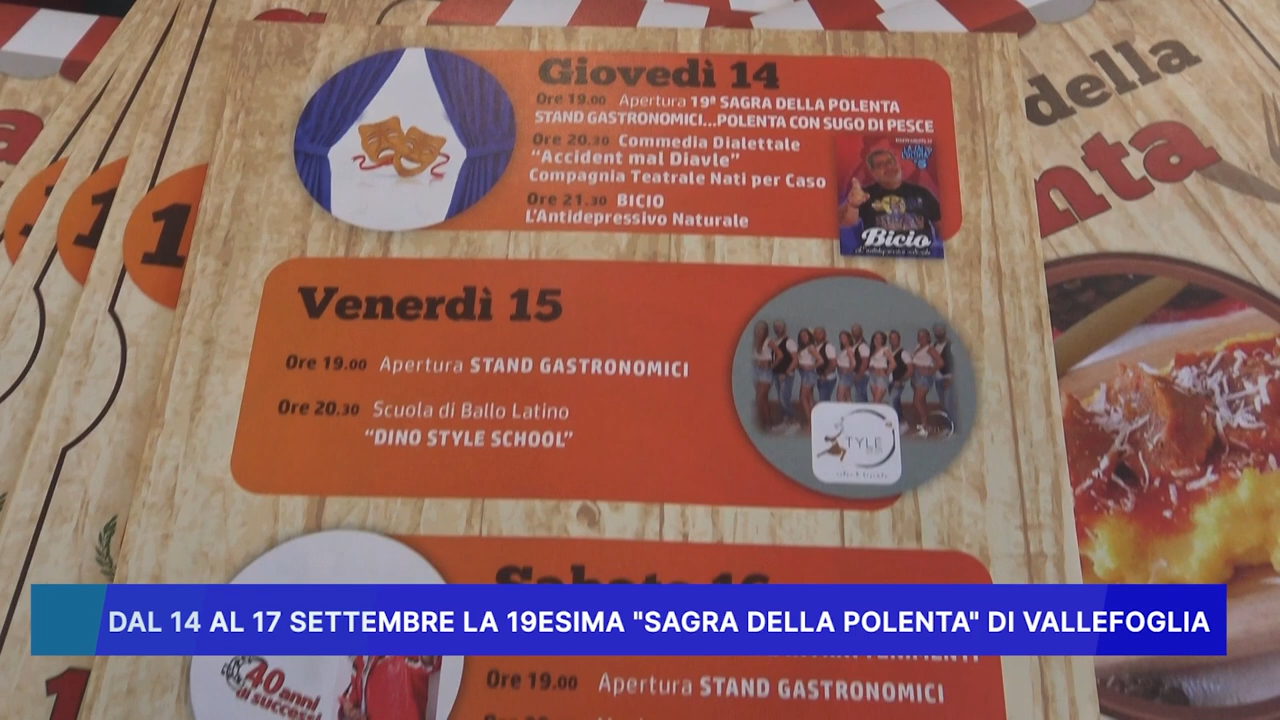 Giovedì 14
Ore 19.00 Apertura 19ª SAGRA DELLA POLENTA
STAND GASTRONOMICI...POLENTA CON SUGO DI PESCE
Ore 20.30 Commedia Dialettale
“Accident mal Diavle”
Compagnia Teatrale Nati per Caso
Ore 21.30 BICIO
L'Antidepressivo Naturale
Bicio
della
Venerdì 15
Ore 19.00 Apertura STAND GASTRONOMICI
Ore 20.30 Scuola di Ballo Latino
“DINO STYLE SCHOOL”
TYLE
Sabato 16
DAL 14 AL 17 SETTEMBRE LA 19ESIMA "SAGRA DELLA POLENTA" DI VALLEFOGLIA
40 anni
di successi
Ore 19.00 Apertura STAND GASTRONOMICI